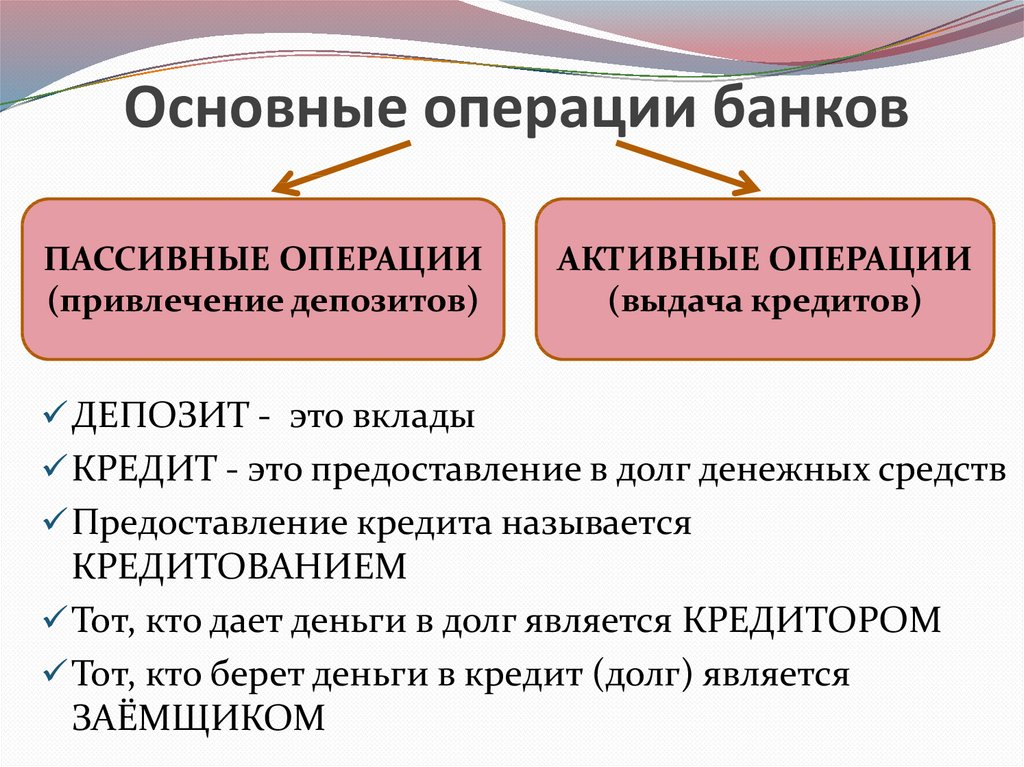 Основные операции банков
ПАССИВНЫЕ ОПЕРАЦИИ
(привлечение депозитов)
АКТИВНЫЕ ОПЕРАЦИИ
(выдача кредитов)
ДЕПОЗИТ - это вклады
КРЕДИТ - это предоставление в долг денежных средств
Предоставление кредита называется
КРЕДИТОВАНИЕМ
Тот, кто дает деньги в долг является КРЕДИТОРОМ
Тот, кто берет деньги в кредит (долг) является
ЗАЁМЩИКОМ